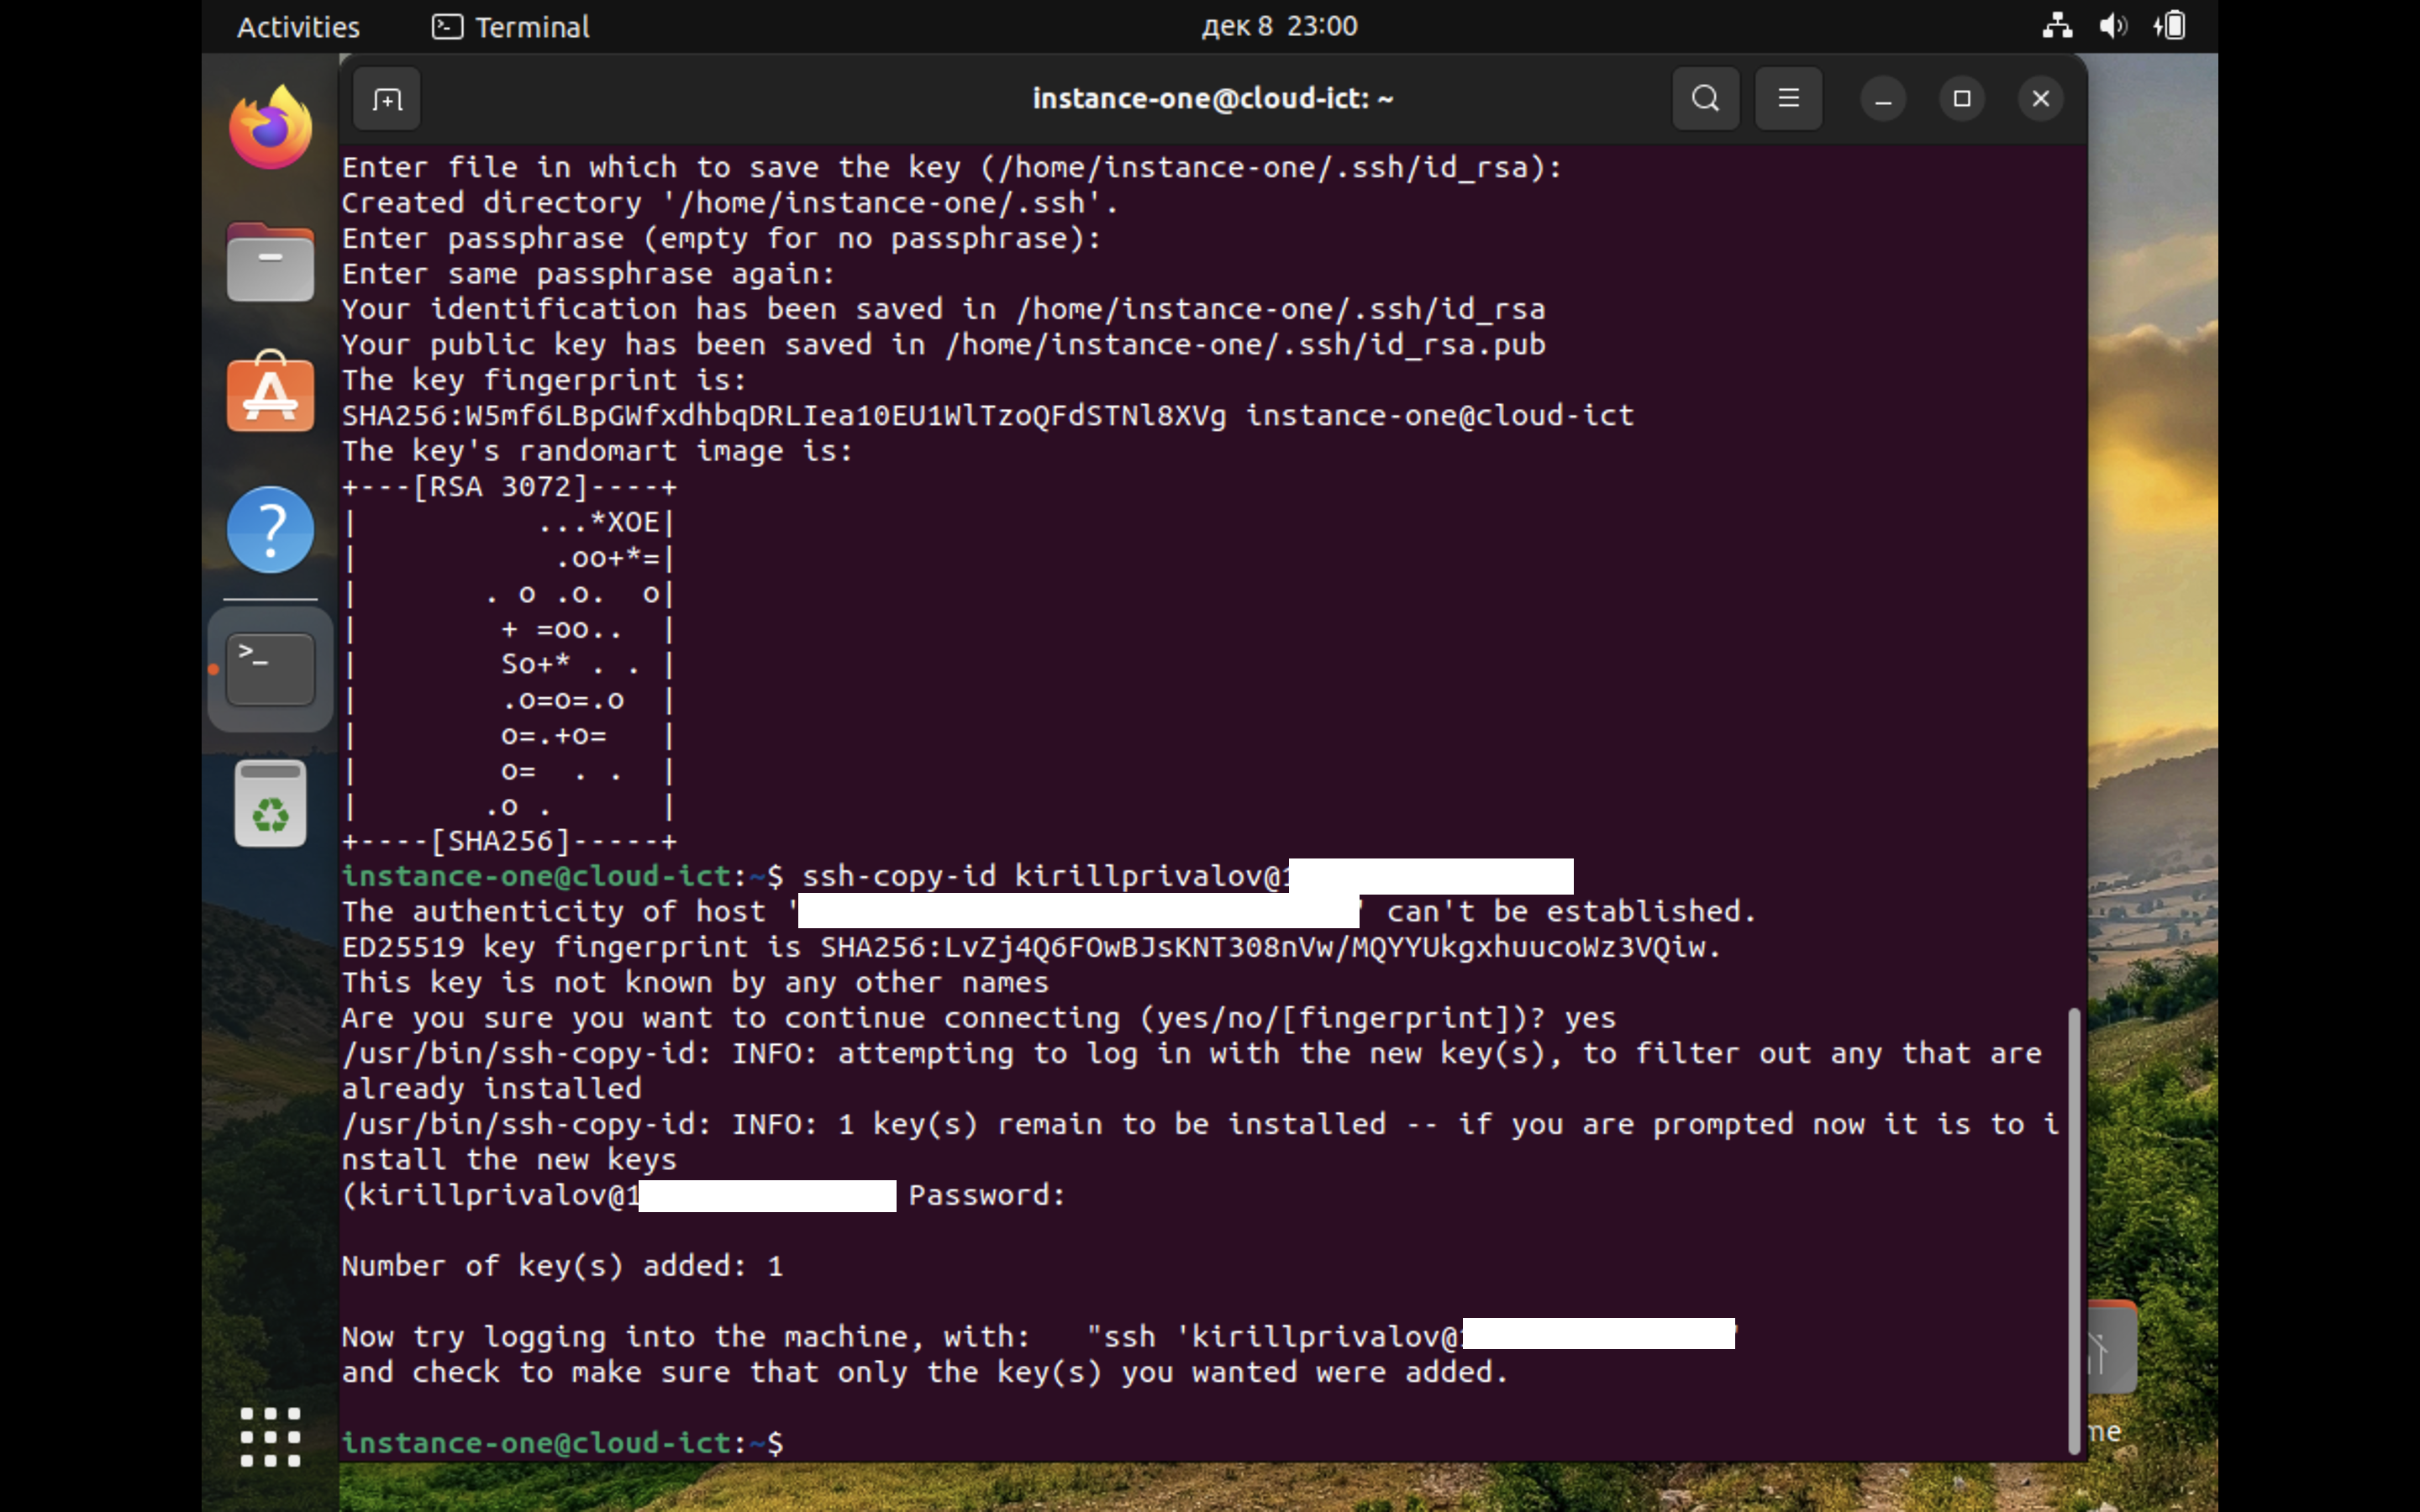 Activities Terminal дек 8 23:00
instance-one@cloud-ict: ~
Enter file in which to save the key (/home/instance-one/.ssh/id_rsa):
Created directory '/home/instance-one/.ssh'.
Enter passphrase (empty for no passphrase):
Enter same passphrase again:
Your identification has been saved in /home/instance-one/.ssh/id_rsa
Your public key has been saved in /home/instance-one/.ssh/id_rsa.pub
The key fingerprint is:
SHA256:W5mf6LBpGWfxdhbqDRLIea10EU1WlTzoQFdSTNl8XVg instance-one@cloud-ict
The key's randomart image is:
+---[RSA 3072]----+
|          ...*XOE|
|           .oo+*=|
|       . o .o.  o|
|        + =oo..  |
|        So+* . . |
|        .o=o=.o  |
|        o=.+o=   |
|        o=  . .  |
|       .o .      |
+----[SHA256]-----+
instance-one@cloud-ict:~$ ssh-copy-id kirillprivalov@1
The authenticity of host ' ' can't be established.
ED25519 key fingerprint is SHA256:LvZj4Q6FOwBJsKNT308nVw/MQYYUkgxhuucoWz3VQiw.
This key is not known by any other names
Are you sure you want to continue connecting (yes/no/[fingerprint])? yes
/usr/bin/ssh-copy-id: INFO: attempting to log in with the new key(s), to filter out any that are
already installed
/usr/bin/ssh-copy-id: INFO: 1 key(s) remain to be installed -- if you are prompted now it is to i
nstall the new keys
(kirillprivalov@1 Password:
Number of key(s) added: 1
Now try logging into the machine, with:   "ssh 'kirillprivalov@ '
and check to make sure that only the key(s) you wanted were added.
instance-one@cloud-ict:~$
me